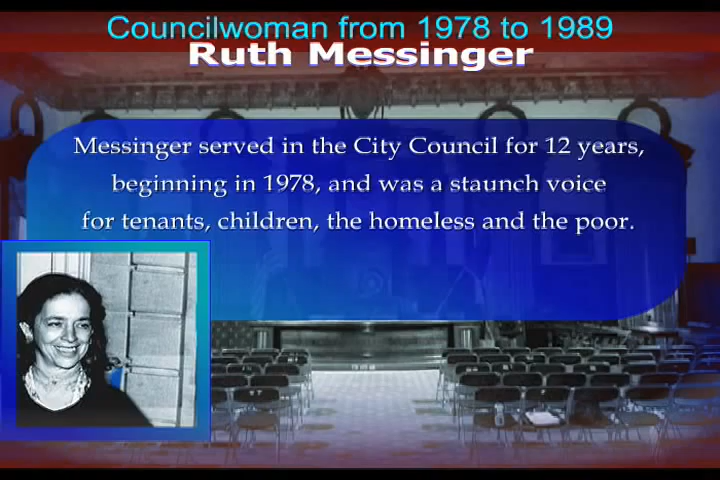 Councilwoman from 1978 to 1989
Ruth Messinger
Messinger served in the City Council for 12 years,
beginning in 1978, and was a staunch voice
for tenants, children, the homeless and the poor.